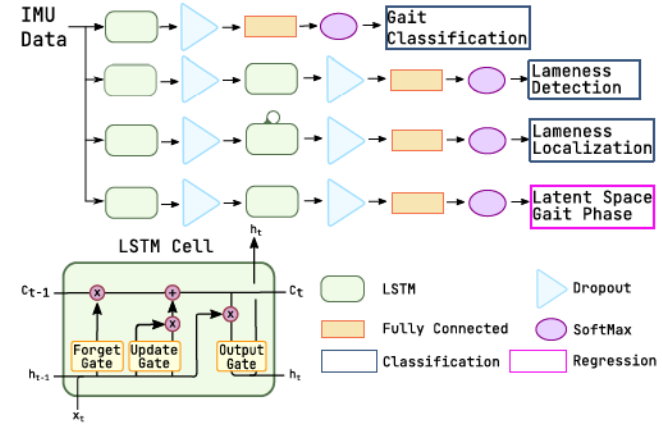 IMU
Data
Gait
Classification
Lameness
Detection
Lameness
Localization
Latent Space
Gait Phase
LSTM Cell
hₜ
Cₜ₋₁
x
+
Cₜ
x
x
Forget
Gate
Update
Gate
Output
Gate
hₜ₋₁
hₜ
xₜ
LSTM
Dropout
Fully Connected
SoftMax
Classification
Regression